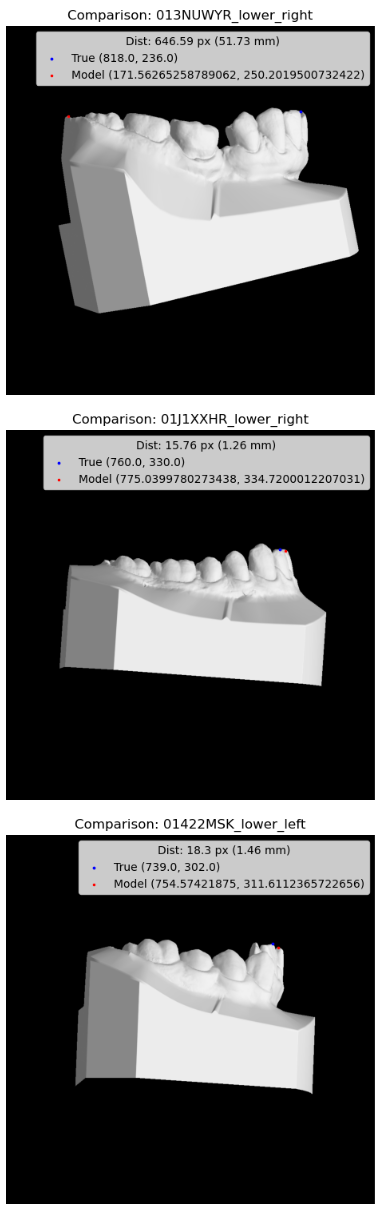 Comparison: 013NUWYR_lower_right
Dist: 646.59 px (51.73 mm)
True (818.0, 236.0)
Model (171.56265258789062, 250.2019500732422)
Comparison: 01J1XXHR_lower_right
Dist: 15.76 px (1.26 mm)
True (760.0, 330.0)
Model (775.0399780273438, 334.7200012207031)
Comparison: 01422MSK_lower_left
Dist: 18.3 px (1.46 mm)
True (739.0, 302.0)
Model (754.57421875, 311.6112365722656)